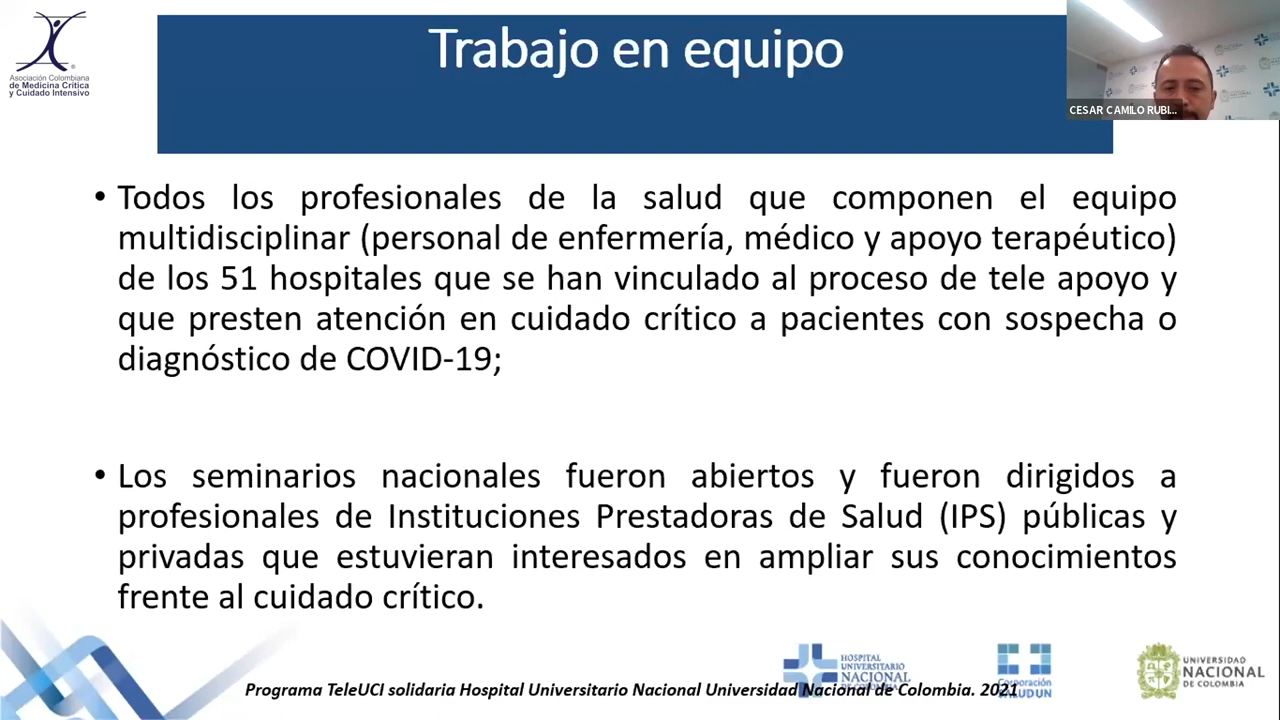 Trabajo en equipo
Asociación Colombiana
de Medicina Crítica
y Cuidado Intensivo
CESAR CAMILO RUBI...
• Todos los profesionales de la salud que componen el equipo
multidisciplinar (personal de enfermería, médico y apoyo terapéutico)
de los 51 hospitales que se han vinculado al proceso de tele apoyo y
que presten atención en cuidado crítico a pacientes con sospecha o
diagnóstico de COVID-19;
• Los seminarios nacionales fueron abiertos y fueron dirigidos a
profesionales de Instituciones Prestadoras de Salud (IPS) públicas y
privadas que estuvieran interesados en ampliar sus conocimientos
frente al cuidado crítico.
HOSPITAL
UNIVERSITARIO
NACIONAL
Corporación
SALUD UN
UNIVERSIDAD
NACIONAL
DE COLOMBIA
Programa TeleUCI solidaria Hospital Universitario Nacional Universidad Nacional de Colombia. 2021